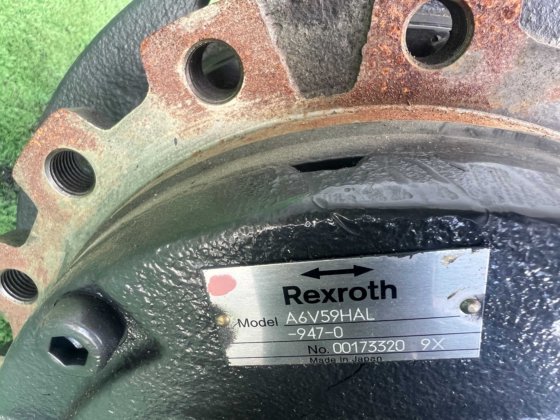 Rexroth
Model A6V59HAL
-947-0
No. 00173320 9X
Made in Japan